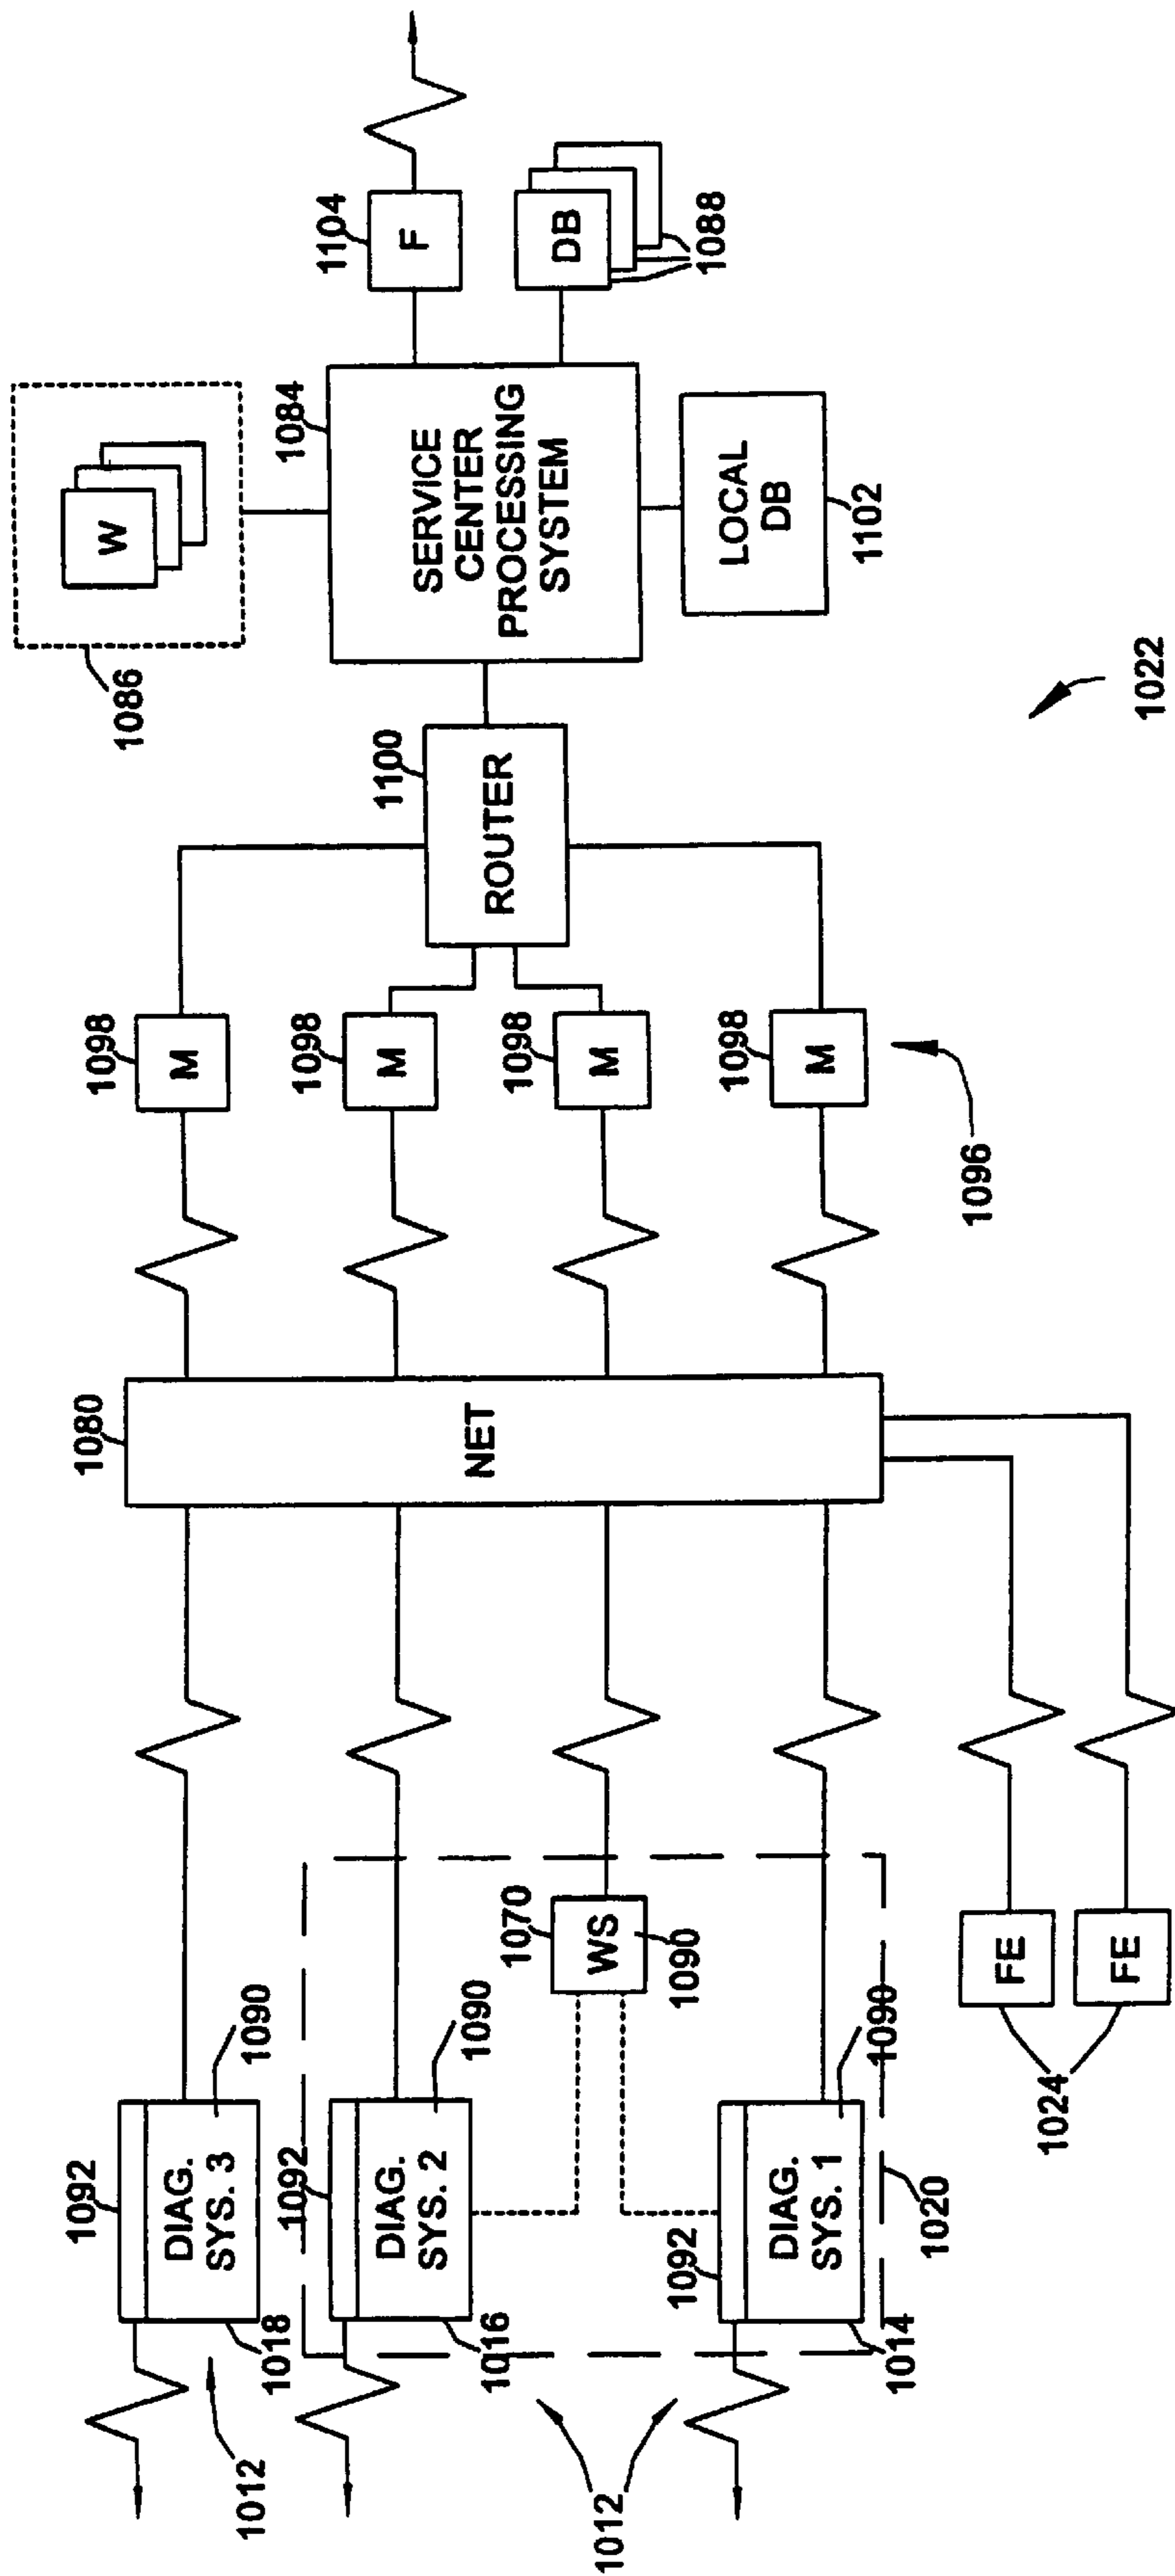 1092
DIAG.
SYS. 3
1090
1018
1012
1092
DIAG.
SYS. 2
1090
1016
1070
WS
1090
1012
1092
DIAG.
SYS. 1
1090
1014
1020
FE
FE
1024
1080
NET
1098
M
1098
M
1098
M
1098
M
1096
1100
ROUTER
1086
W
1084
SERVICE
CENTER
PROCESSING
SYSTEM
1104
F
DB
1088
LOCAL
DB
1102
1022